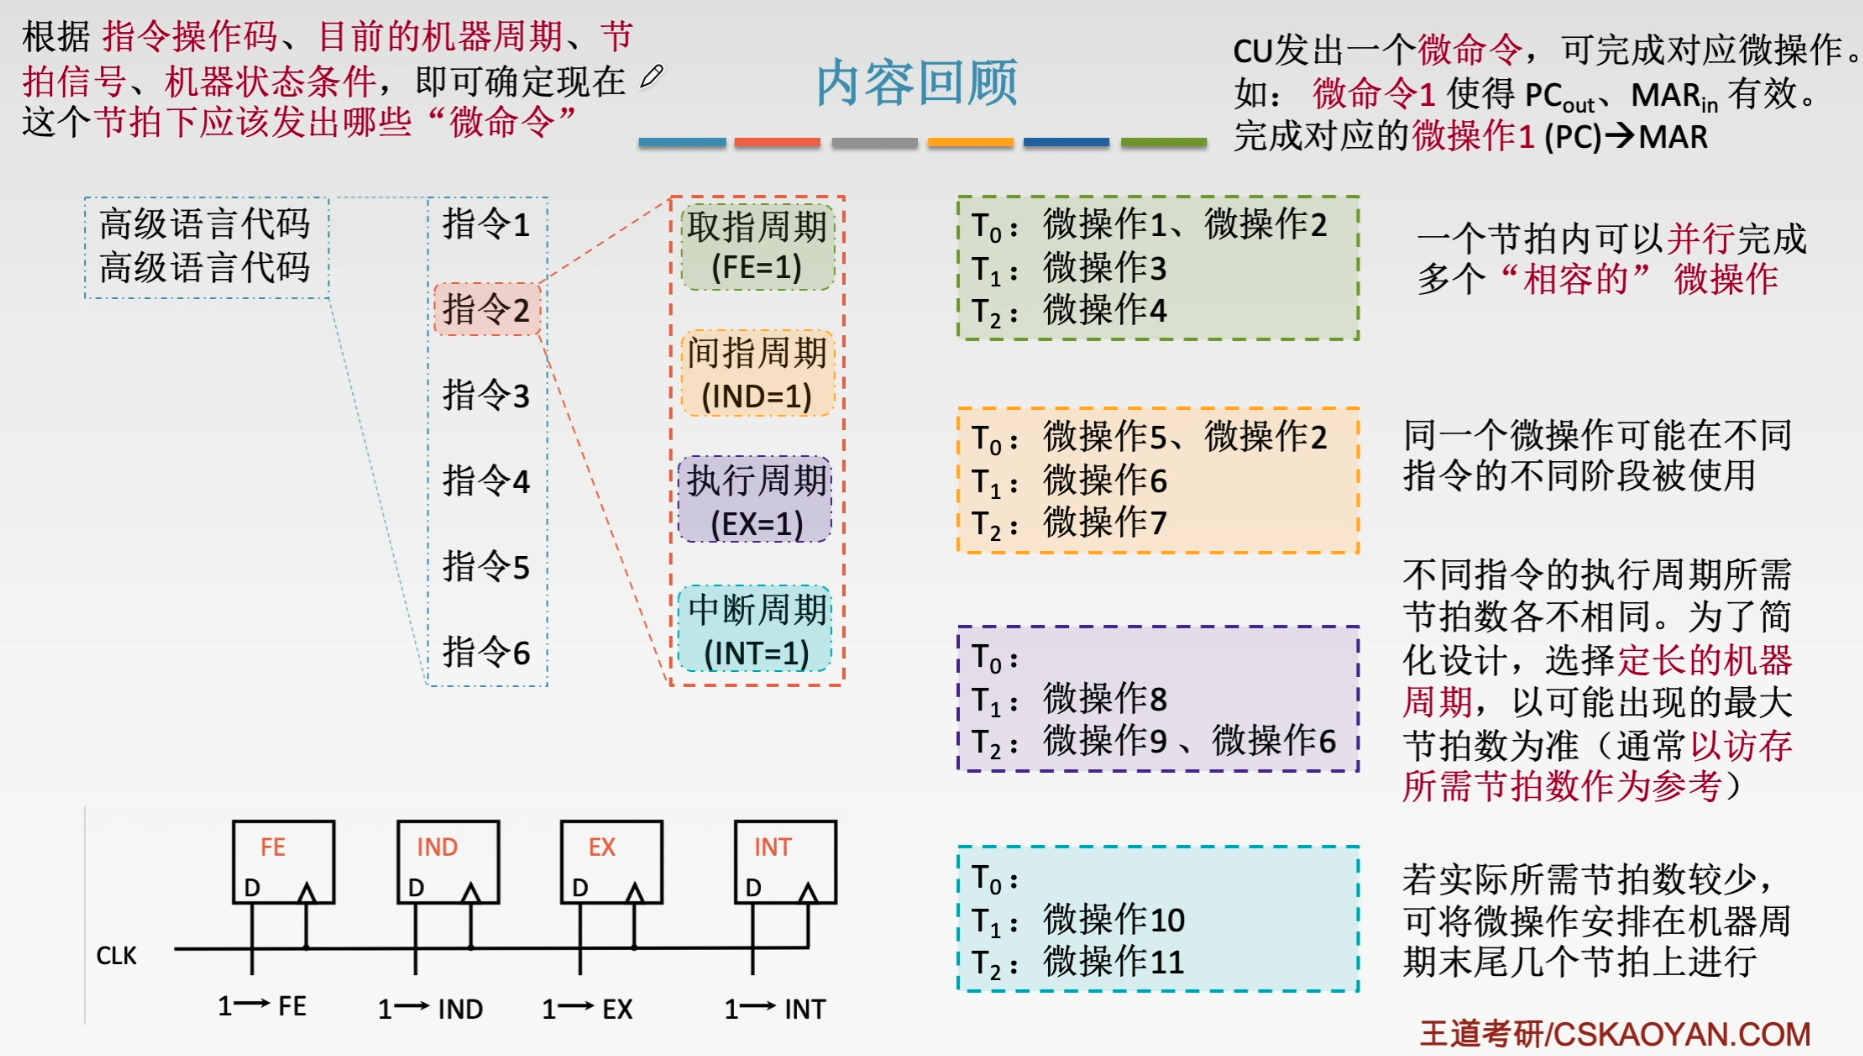 根据 指令操作码、目前的机器周期、节
拍信号、机器状态条件，即可确定现在
这个节拍下应该发出哪些“微命令”
内容回顾
CU发出一个微命令，可完成对应微操作。
如： 微命令1 使得 PCout、MARin 有效。
完成对应的微操作1 (PC)→MAR
高级语言代码
高级语言代码
指令1
指令2
指令3
指令4
指令5
指令6
取指周期
(FE=1)
间指周期
(IND=1)
执行周期
(EX=1)
中断周期
(INT=1)
T0： 微操作1、微操作2
T1： 微操作3
T2： 微操作4
一个节拍内可以并行完成
多个“相容的” 微操作
T0： 微操作5、微操作2
T1： 微操作6
T2： 微操作7
同一个微操作可能在不同
指令的不同阶段被使用
T0：
T1： 微操作8
T2： 微操作9 、微操作6
不同指令的执行周期所需
节拍数各不相同。为了简
化设计，选择定长的机器
周期，以可能出现的最大
节拍数为准（通常以访存
所需节拍数作为参考）
T0：
T1： 微操作10
T2： 微操作11
若实际所需节拍数较少，
可将微操作安排在机器周
期末尾几个节拍上进行
FE
D
IND
D
EX
D
INT
D
CLK
1→ FE
1→ IND
1→ EX
1→ INT
王道考研/CSKAOYAN.COM